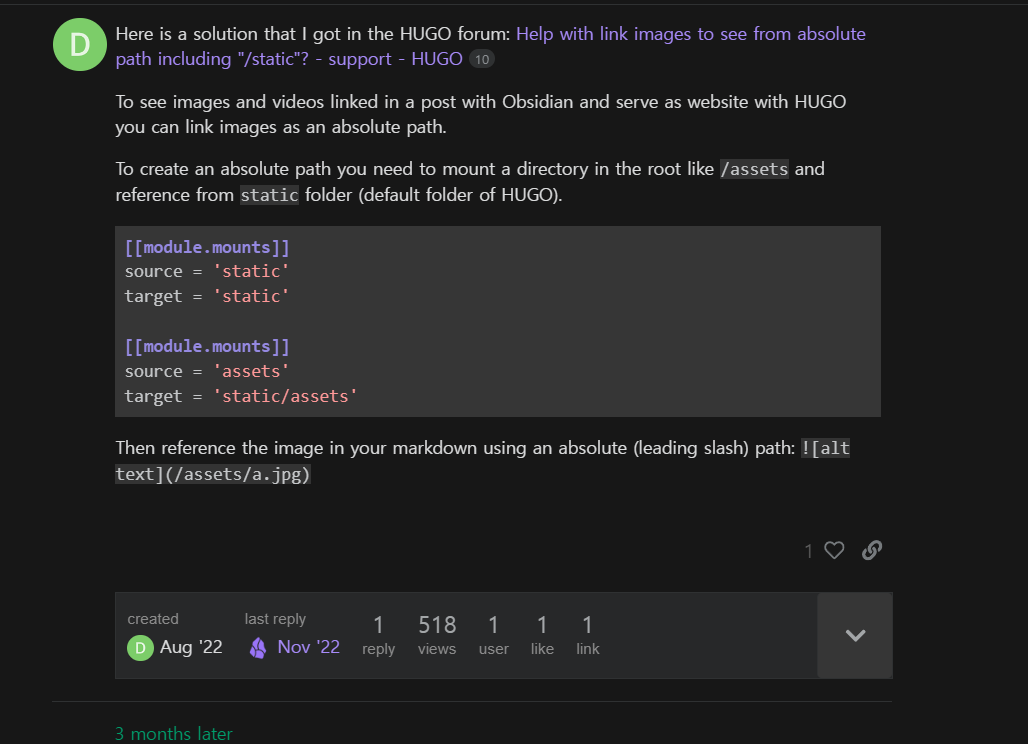 D
Here is a solution that I got in the HUGO forum: Help with link images to see from absolute
path including "/static"? - support - HUGO 10
To see images and videos linked in a post with Obsidian and serve as website with HUGO
you can link images as an absolute path.
To create an absolute path you need to mount a directory in the root like /assets and
reference from static folder (default folder of HUGO).
[[module.mounts]]
source = 'static'
target = 'static'
[[module.mounts]]
source = 'assets'
target = 'static/assets'
Then reference the image in your markdown using an absolute (leading slash) path: ![alt
text](/assets/a.jpg)
1
created last reply 1 518 1 1 1
D Aug '22 Nov '22 reply views user like link
3 months later